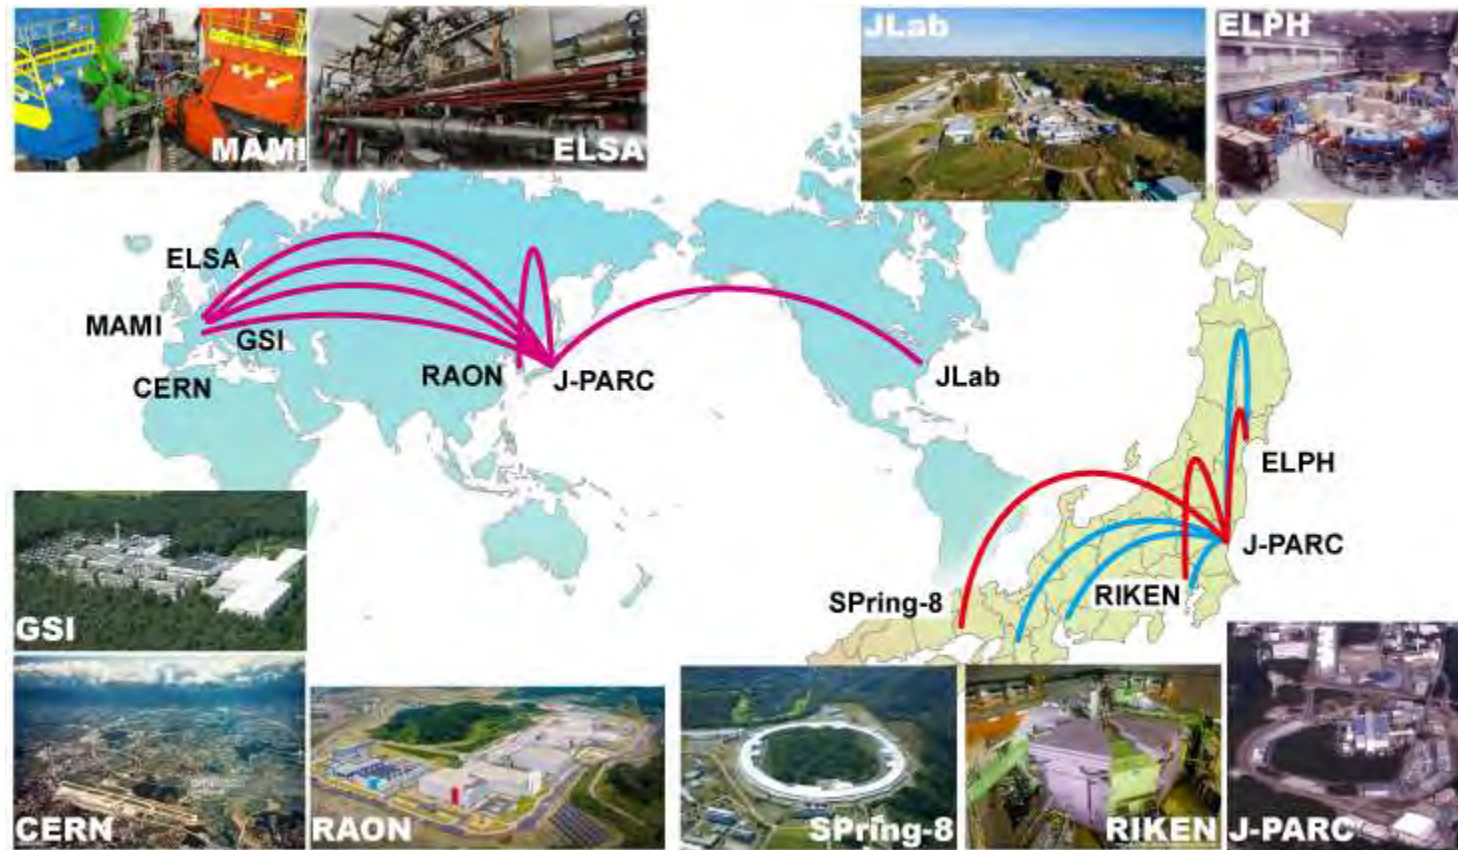 JLab
ELPH
MAMI
ELSA
ELSA
MAMI
GSI
CERN
RAON
J-PARC
JLab
ELPH
J-PARC
SPring-8
RIKEN
GSI
CERN
RAON
SPring-8
RIKEN
J-PARC